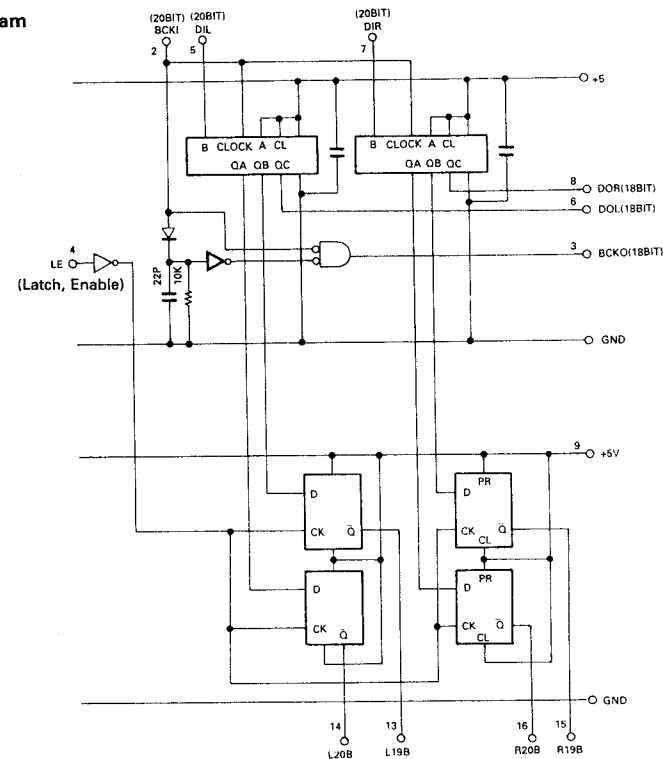 am
(20BIT) (20BIT)
BCKI DIL
2 5
(20BIT)
DIR
7
+5
B CLOCK A CL
QA QB QC
B CLOCK A CL
QA QB QC
8 DOR(18BIT)
6 DOL(18BIT)
3 BCKO(18BIT)
4
LE
(Latch, Enable)
22P 10K
GND
9 +5V
D
CK Q̅
D
CK Q̅
PR
D
CK Q̅
CL
PR
D
CK Q̅
CL
GND
14 13 16 15
L20B L19B R20B R19B